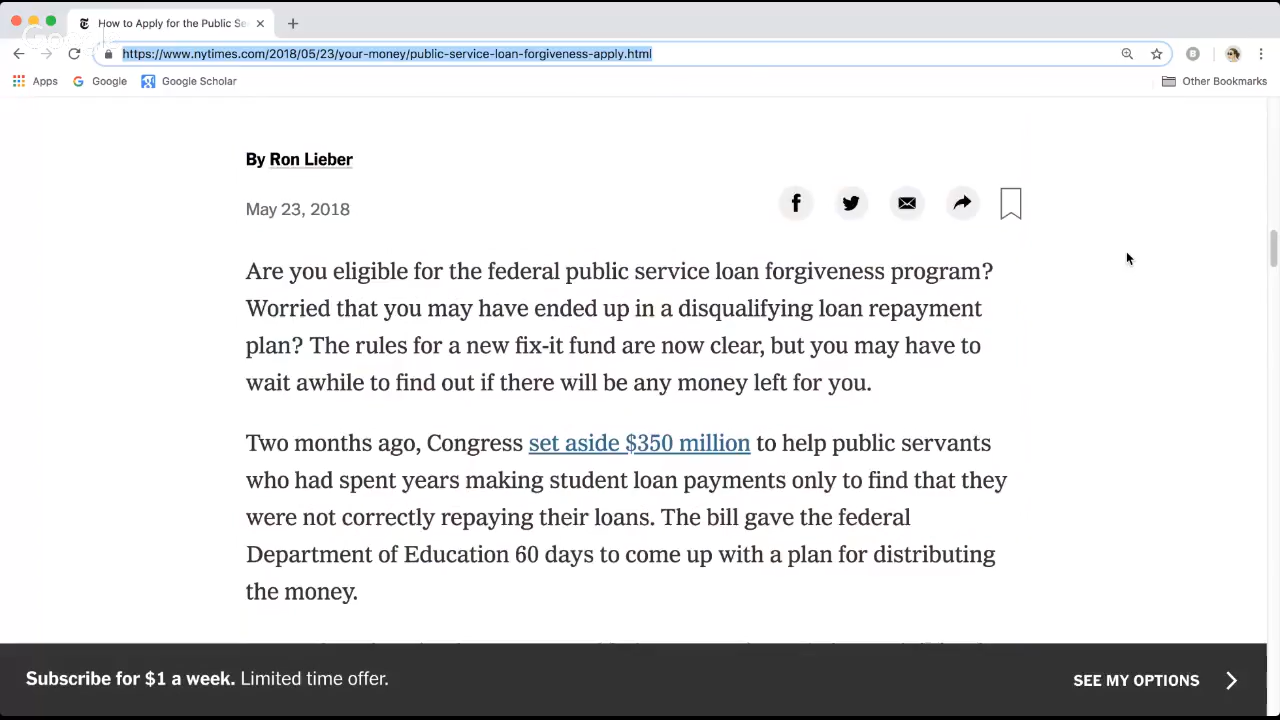 How to Apply for the Public Se
https://www.nytimes.com/2018/05/23/your-money/public-service-loan-forgiveness-apply.html
Apps Google Google Scholar Other Bookmarks
By Ron Lieber
May 23, 2018
Are you eligible for the federal public service loan forgiveness program?
Worried that you may have ended up in a disqualifying loan repayment
plan? The rules for a new fix-it fund are now clear, but you may have to
wait awhile to find out if there will be any money left for you.
Two months ago, Congress set aside $350 million to help public servants
who had spent years making student loan payments only to find that they
were not correctly repaying their loans. The bill gave the federal
Department of Education 60 days to come up with a plan for distributing
the money.
Subscribe for $1 a week. Limited time offer. SEE MY OPTIONS